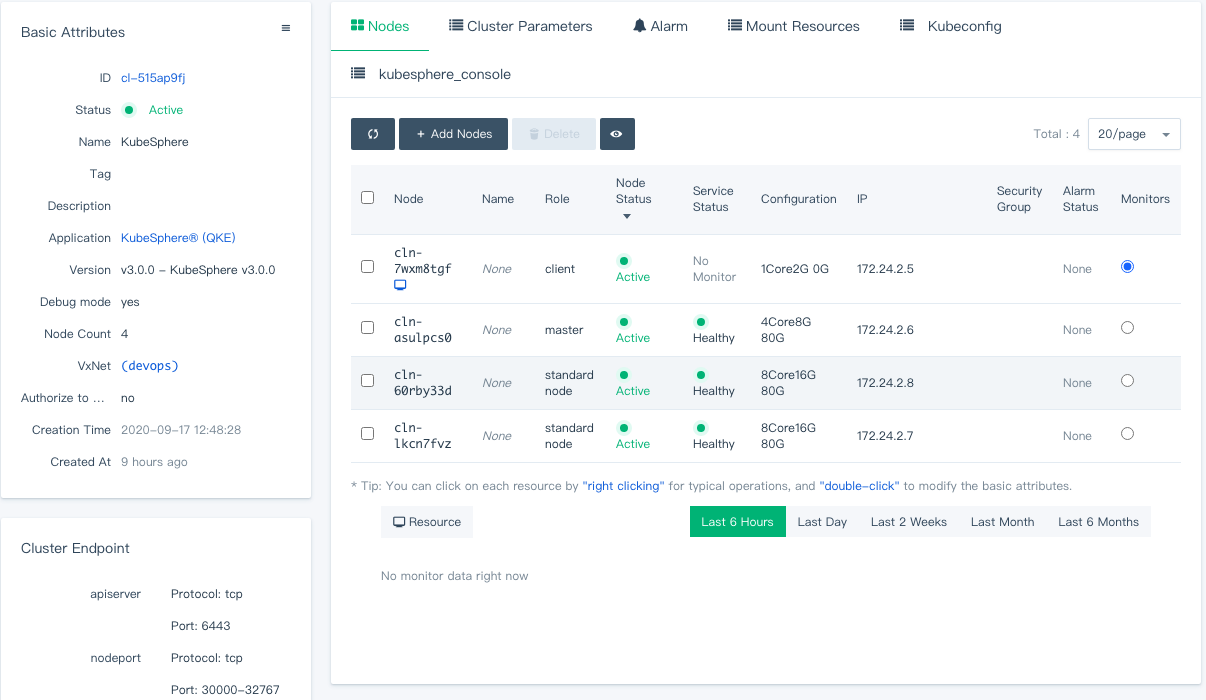 Basic Attributes
ID cl-515ap9fj
Status Active
Name KubeSphere
Tag
Description
Application KubeSphere® (QKE)
Version v3.0.0 - KubeSphere v3.0.0
Debug mode yes
Node Count 4
VxNet (devops)
Authorize to ... no
Creation Time 2020-09-17 12:48:28
Created At 9 hours ago
Cluster Endpoint
apiserver Protocol: tcp
Port: 6443
nodeport Protocol: tcp
Port: 30000-32767
Nodes Cluster Parameters Alarm Mount Resources Kubeconfig
kubesphere_console
+ Add Nodes Delete Total : 4 20/page
Node Name Role Node Status Service Status Configuration IP Security Group Alarm Status Monitors
cln-7wxm8tgf None client Active No Monitor 1Core2G 0G 172.24.2.5 None
cln-asulpcs0 None master Active Healthy 4Core8G 80G 172.24.2.6 None
cln-60rby33d None standard node Active Healthy 8Core16G 80G 172.24.2.8 None
cln-lkcn7fvz None standard node Active Healthy 8Core16G 80G 172.24.2.7 None
* Tip: You can click on each resource by "right clicking" for typical operations, and "double-click" to modify the basic attributes.
Resource Last 6 Hours Last Day Last 2 Weeks Last Month Last 6 Months
No monitor data right now